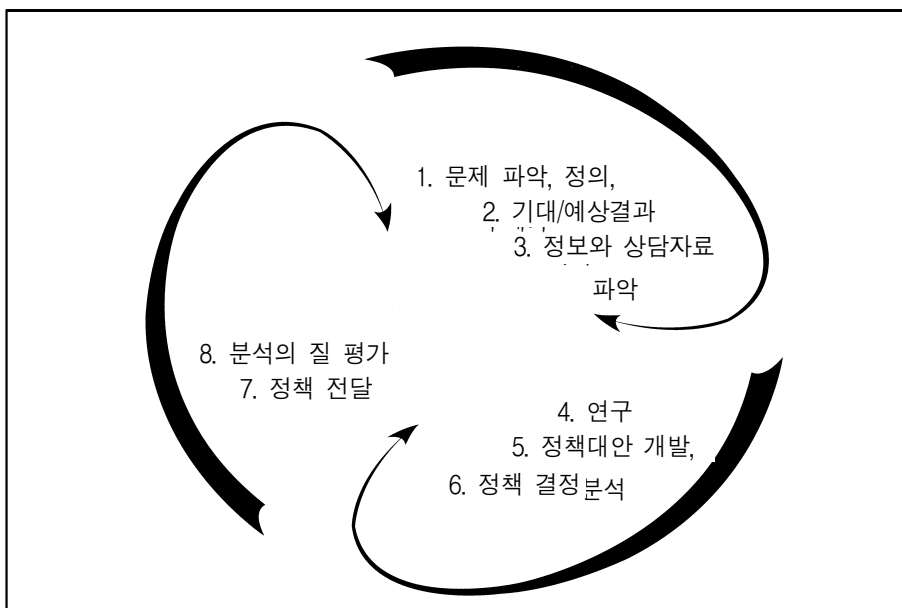 1. 문제 파악, 정의,
2. 기대/예상결과
3. 정보와 상담자료
파악
8. 분석의 질 평가
7. 정책 전달
4. 연구
5. 정책대안 개발,
6. 정책 결정분석